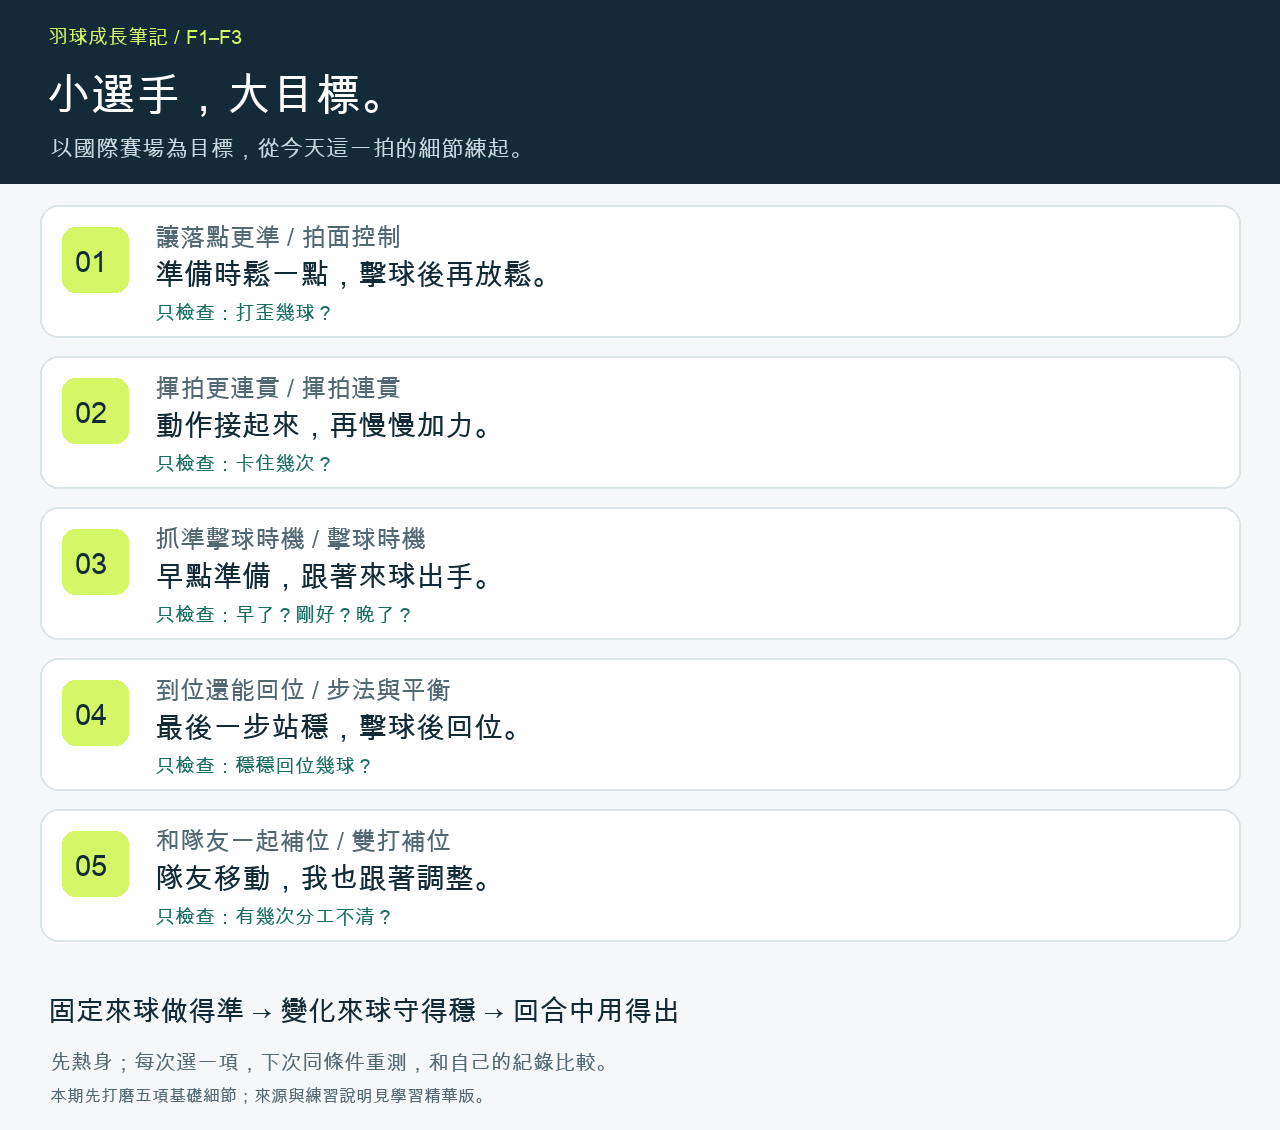 羽球成長筆記 / F1–F3
小選手，大目標。
以國際賽場為目標，從今天這一拍的細節練起。
01
讓落點更準 / 拍面控制
準備時鬆一點，擊球後再放鬆。
只檢查：打歪幾球？
02
揮拍更連貫 / 揮拍連貫
動作接起來，再慢慢加力。
只檢查：卡住幾次？
03
抓準擊球時機 / 擊球時機
早點準備，跟著來球出手。
只檢查：早了？剛好？晚了？
04
到位還能回位 / 步法與平衡
最後一步站穩，擊球後回位。
只檢查：穩穩回位幾球？
05
和隊友一起補位 / 雙打補位
隊友移動，我也跟著調整。
只檢查：有幾次分工不清？
固定來球做得準 → 變化來球守得穩 → 回合中用得出
先熱身；每次選一項，下次同條件重測，和自己的紀錄比較。
本期先打磨五項基礎細節；來源與練習說明見學習精華版。